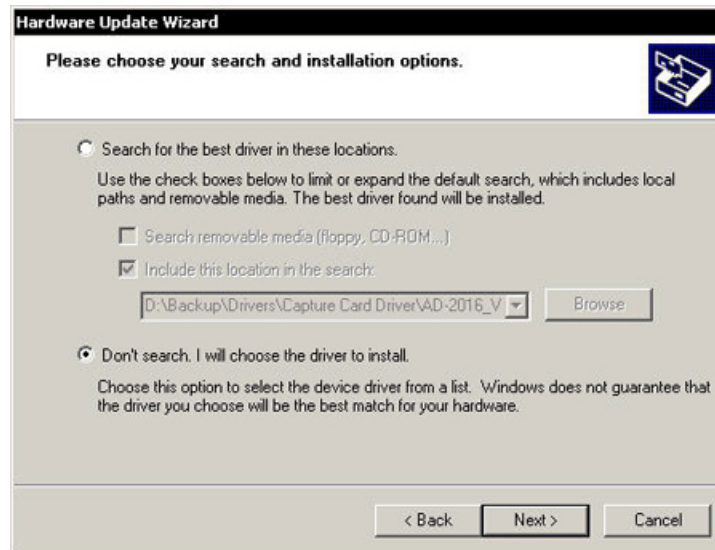 Hardware Update Wizard
Please choose your search and installation options.
Search for the best driver in these locations.
Use the check boxes below to limit or expand the default search, which includes local
paths and removable media. The best driver found will be installed.
Search removable media (floppy, CD-ROM...)
Include this location in the search:
D:\Backup\Drivers\Capture Card Driver\AD-2016_V
Browse
Don't search. I will choose the driver to install.
Choose this option to select the device driver from a list. Windows does not guarantee that
the driver you choose will be the best match for your hardware.
< Back
Next >
Cancel